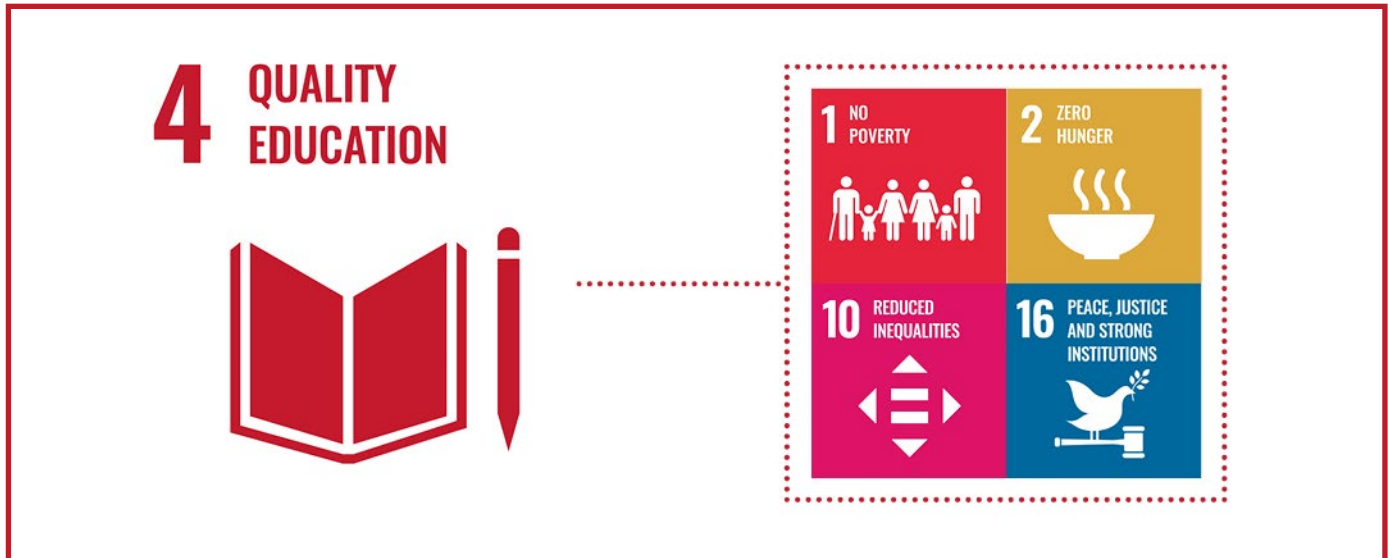 4 QUALITY
EDUCATION
1 NO
POVERTY
2 ZERO
HUNGER
10 REDUCED
INEQUALITIES
16 PEACE, JUSTICE
AND STRONG
INSTITUTIONS